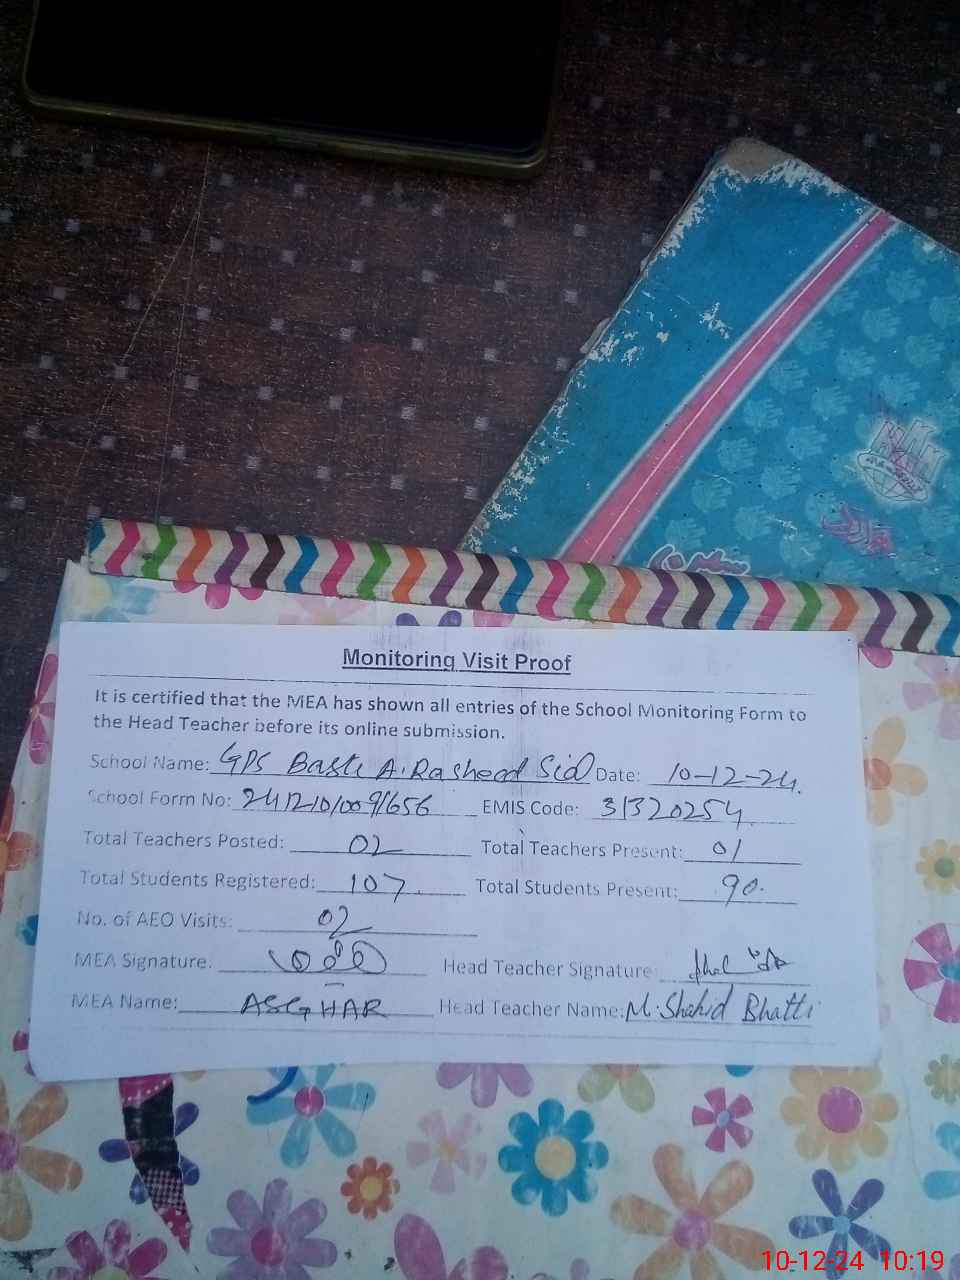 Monitoring Visit Proof
It is certified that the MEA has shown all entries of the School Monitoring Form to
the Head Teacher before its online submission.
School Name: GPS Basti A. Rasheed Sial Date: 10-12-24.
School Form No: EMIS Code: 31320254
Total Teachers Posted: 02 Total Teachers Present: 01
Total Students Registered: 107 Total Students Present: 90.
No. of AEO Visits: 02
MEA Signature: Head Teacher Signature:
MEA Name: ASGHAR Head Teacher Name: M. Shahid Bhatti
10-12-24 10:19